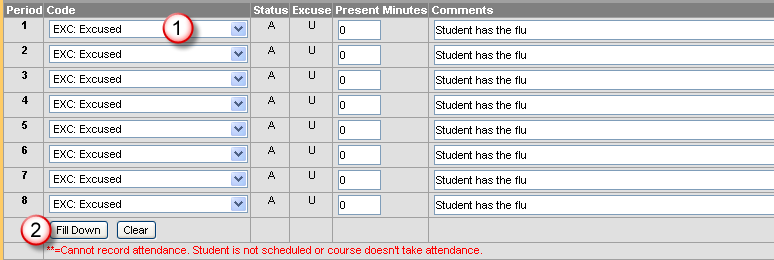 Period Code Status Excuse Present Minutes Comments
1 EXC: Excused 1 A U 0 Student has the flu
2 EXC: Excused A U 0 Student has the flu
3 EXC: Excused A U 0 Student has the flu
4 EXC: Excused A U 0 Student has the flu
5 EXC: Excused A U 0 Student has the flu
6 EXC: Excused A U 0 Student has the flu
7 EXC: Excused A U 0 Student has the flu
8 EXC: Excused A U 0 Student has the flu
2 Fill Down Clear
**=Cannot record attendance. Student is not scheduled or course doesn't take attendance.